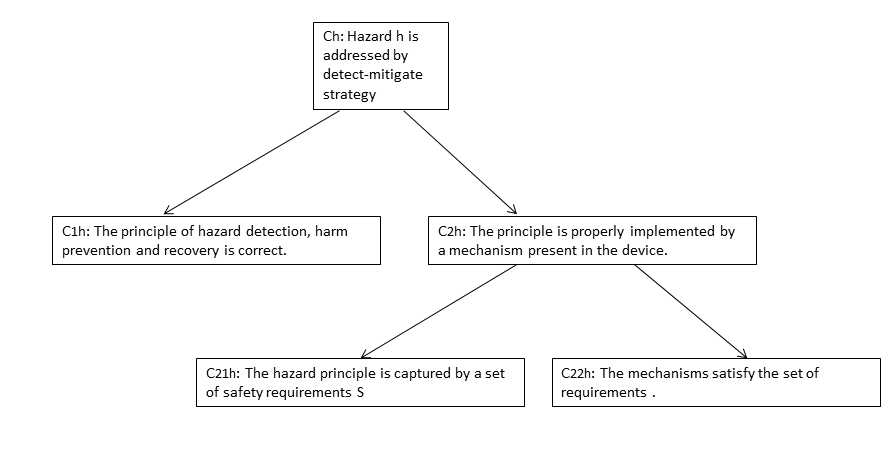 Ch: Hazard h is
addressed by
detect-mitigate
strategy
C1h: The principle of hazard detection, harm
prevention and recovery is correct.
C2h: The principle is properly implemented by
a mechanism present in the device.
C21h: The hazard principle is captured by a set
of safety requirements S
C22h: The mechanisms satisfy the set of
requirements .